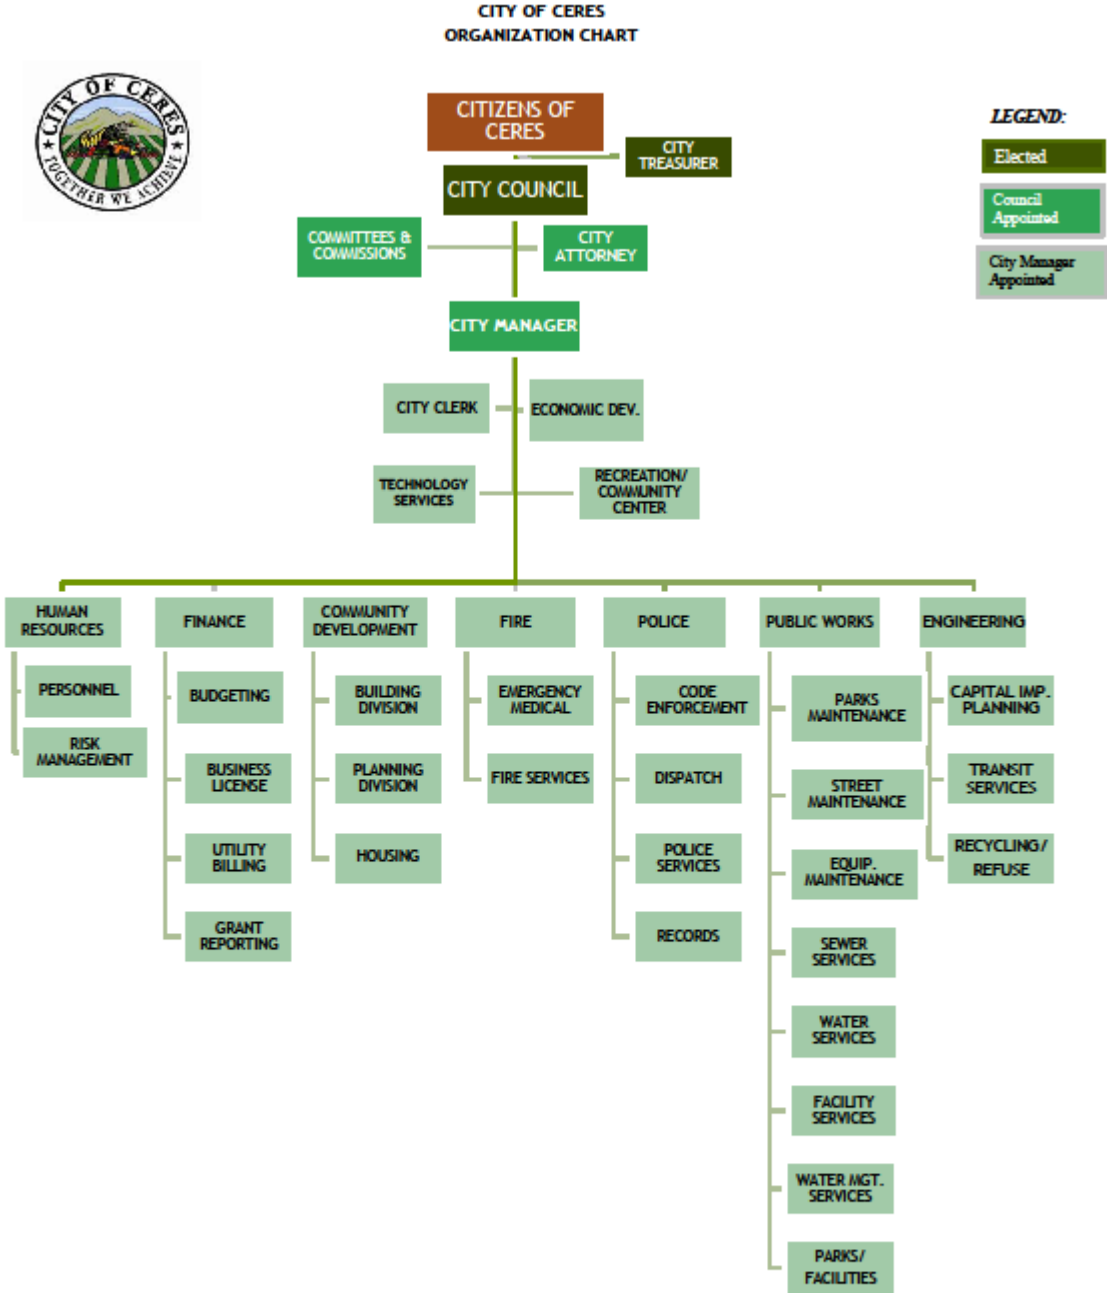 CITY OF CERES
ORGANIZATION CHART
CITY OF CERES
TOGETHER WE ACHIEVE
CITIZENS OF
CERES
CITY
TREASURER
LEGEND:
Elected
Council
Appointed
City Manager
Appointed
CITY COUNCIL
COMMITTEES &
COMMISSIONS
CITY
ATTORNEY
CITY MANAGER
CITY CLERK
ECONOMIC DEV.
TECHNOLOGY
SERVICES
RECREATION/
COMMUNITY
CENTER
HUMAN
RESOURCES
PERSONNEL
RISK
MANAGEMENT
FINANCE
BUDGETING
BUSINESS
LICENSE
UTILITY
BILLING
GRANT
REPORTING
COMMUNITY
DEVELOPMENT
BUILDING
DIVISION
PLANNING
DIVISION
HOUSING
FIRE
EMERGENCY
MEDICAL
FIRE SERVICES
POLICE
CODE
ENFORCEMENT
DISPATCH
POLICE
SERVICES
RECORDS
PUBLIC WORKS
PARKS
MAINTENANCE
STREET
MAINTENANCE
EQUIP.
MAINTENANCE
SEWER
SERVICES
WATER
SERVICES
FACILITY
SERVICES
WATER MGT.
SERVICES
PARKS/
FACILITIES
ENGINEERING
CAPITAL IMP.
PLANNING
TRANSIT
SERVICES
RECYCLING/
REFUSE